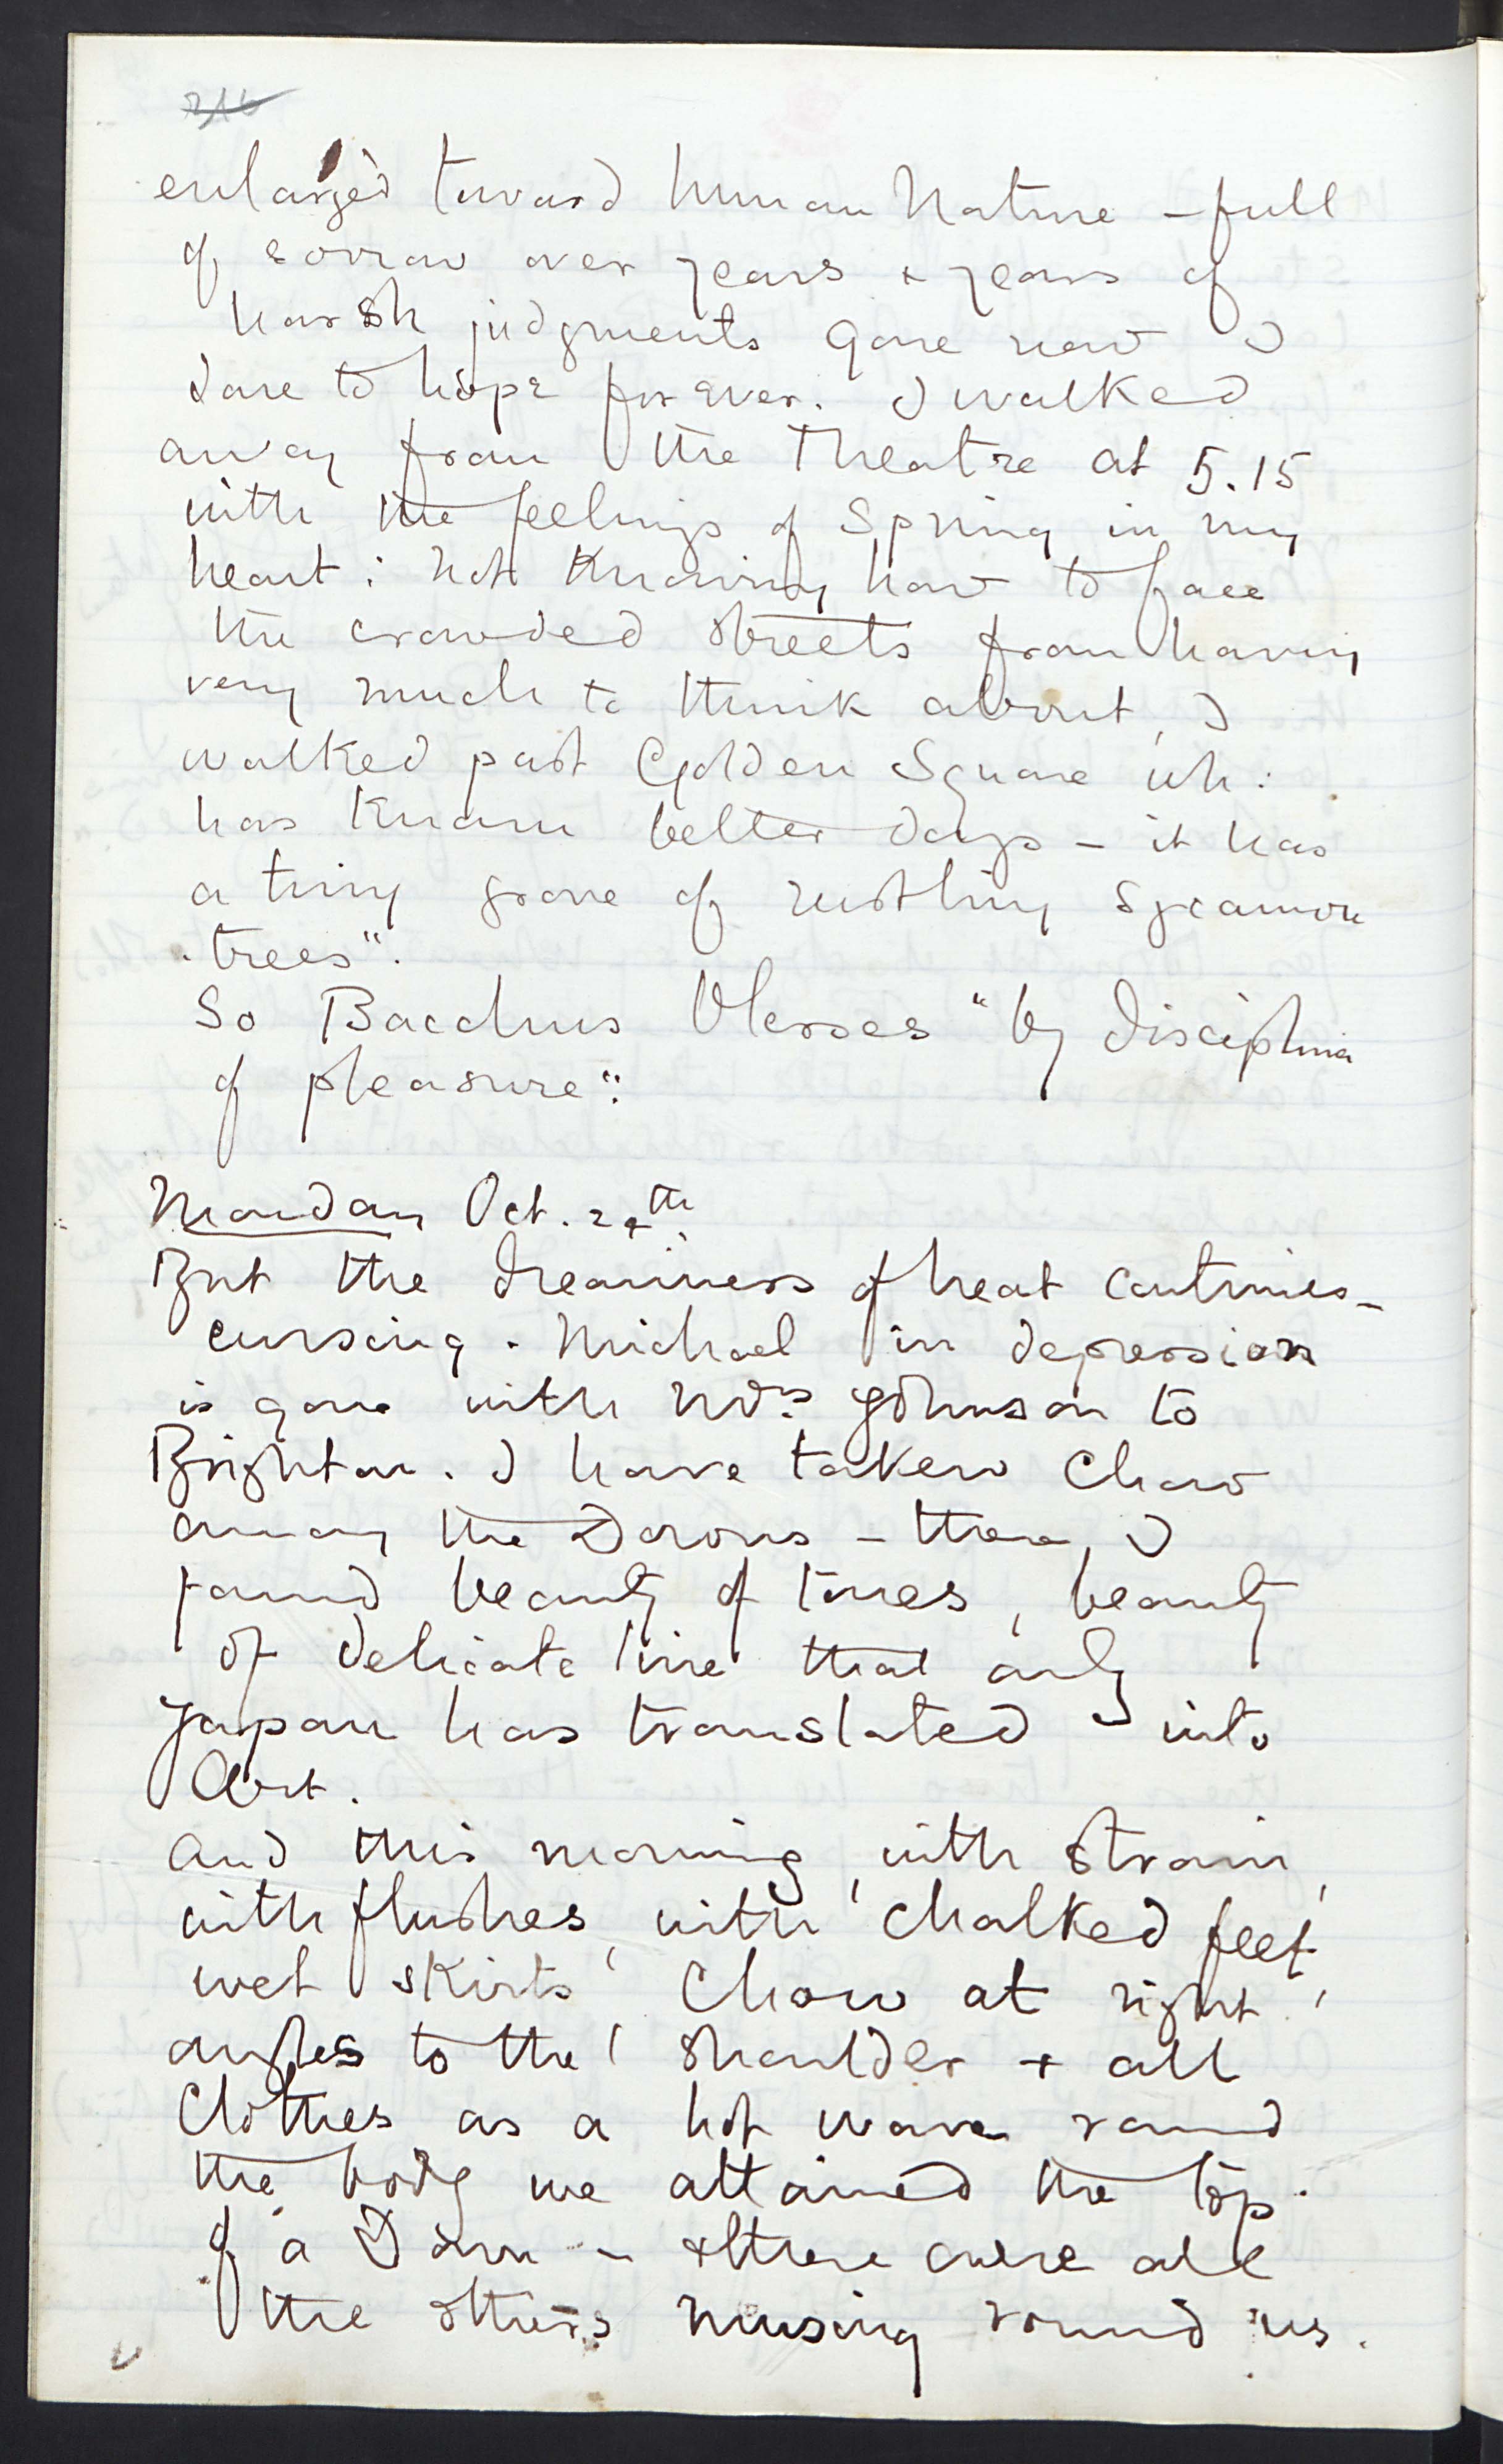 216
enlarged toward human Nature – full
of sorrow over years & years of
harsh judgments gone now I
dare to hope for ever. I walked
away from the Theatre at 5.15
with the feelings of Spring in my
heart: not knowing how to face
the crowded streets from having
very much to think about, I
walked past Golden Square wh:
has known better days – it has
a tiny grove of rustling sycamore
trees".
So Bacchus blesses "by discipline
of pleasure".
Monday Oct. th
But the dreariness of heat continues –
cursing. Michael in depression
is gone with Mrs Johnson to
Brighton. I have taken Chow
among the Downs – there, I
found beauty of tones, beauty
of delicate line that only
Japan has translated into
Art.
And this morning, with strain,
with flushes, with chalked feet,
wet skirts, Chow at right
angles to the shoulder & all
clothes as a hot wave round
the body we attained the top
of a Down – & there were all
the others musing round us.